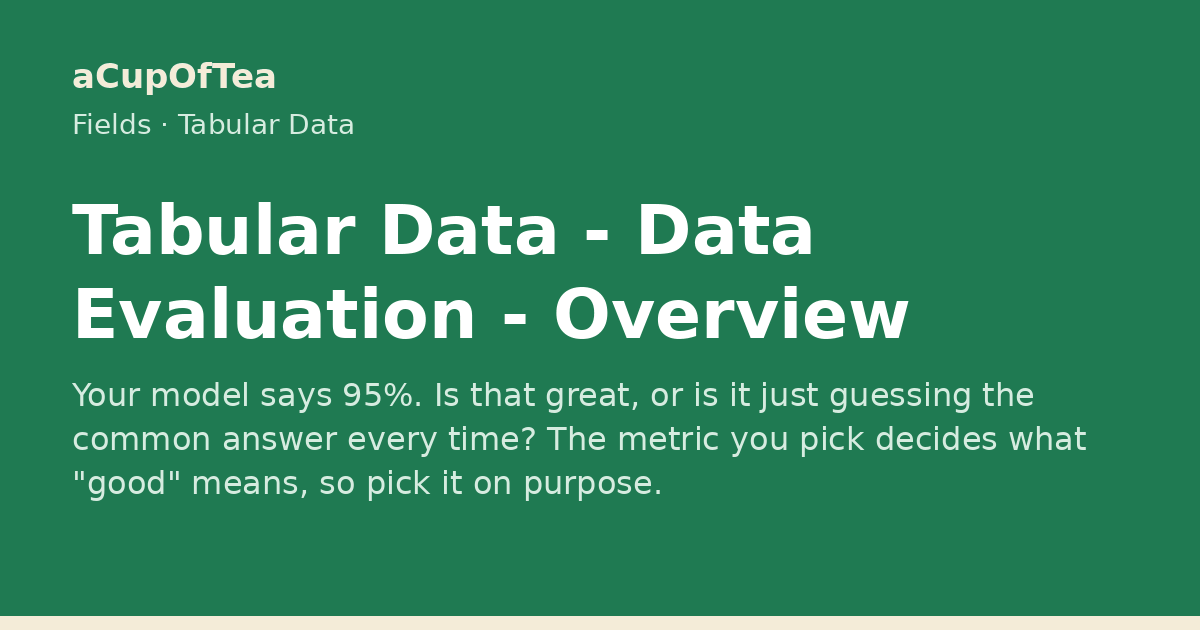 aCupOfTea
Fields · Tabular Data
Tabular Data - Data
Evaluation - Overview
Your model says 95%. Is that great, or is it just guessing the
common answer every time? The metric you pick decides what
"good" means, so pick it on purpose.